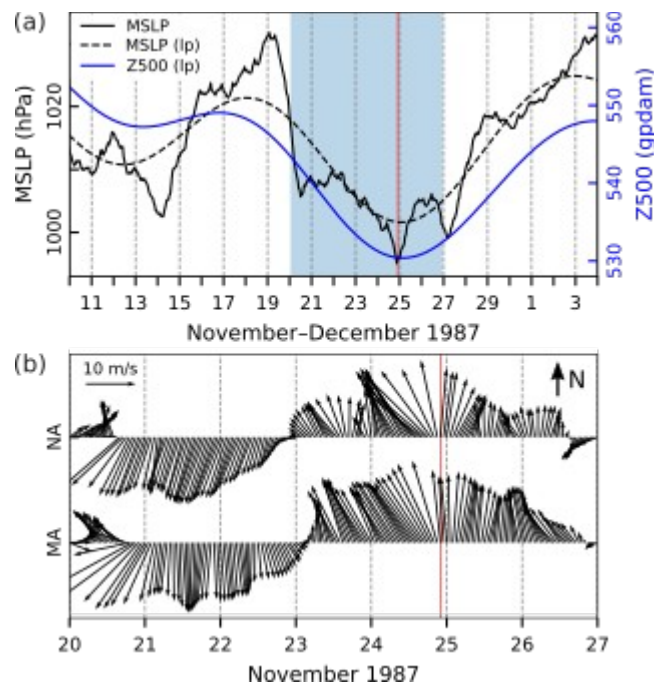 (a)
MSLP
MSLP (lp)
Z500 (lp)
MSLP (hPa)
1020
1000
560
550
540
530
Z500 (gpdam)
11 13 15 17 19 21 23 25 27 29 1 3
November–December 1987
(b)
10 m/s
N
NA
MA
20 21 22 23 24 25 26 27
November 1987